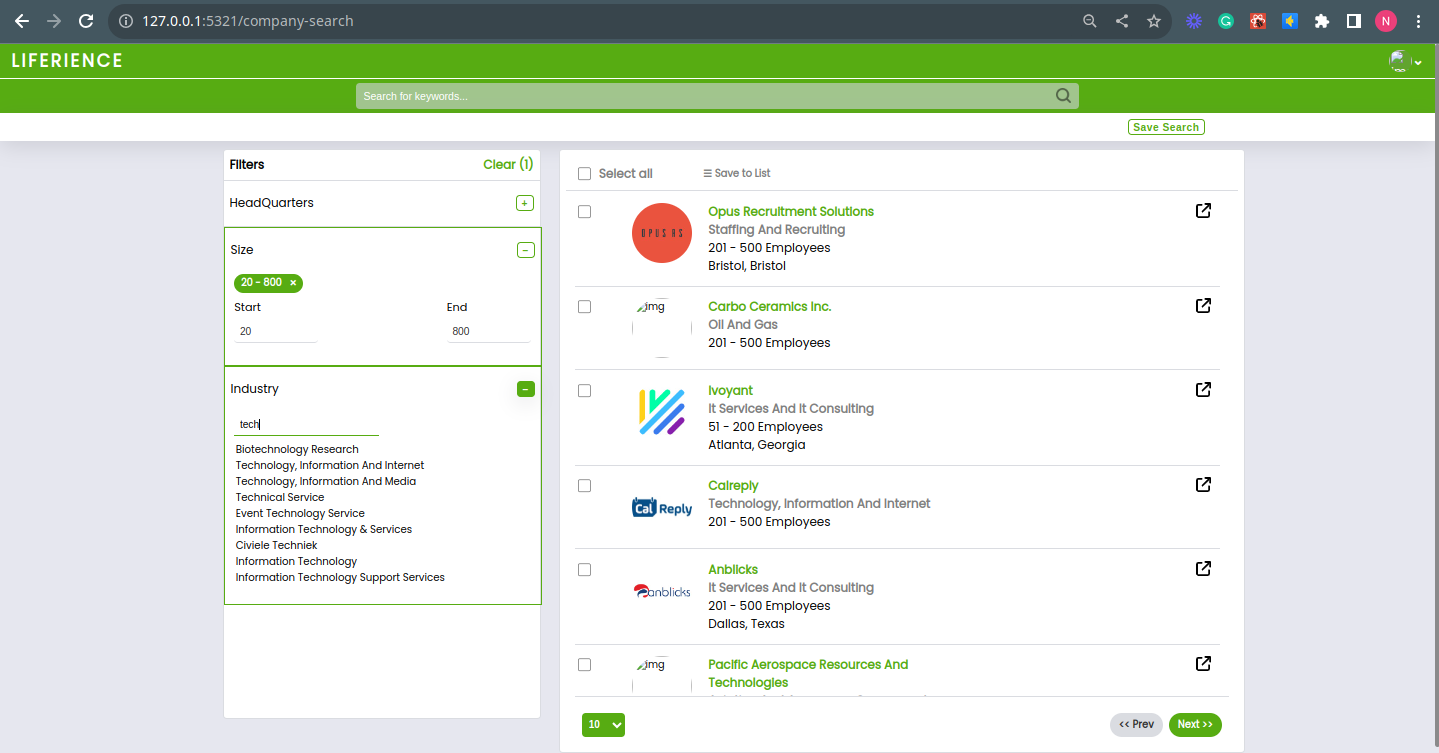 127.0.0.1:5321/company-search
N
LIFERIENCE
Search for keywords...
Save Search
Filters
Clear (1)
HeadQuarters
+
Size
-
20 - 800 ×
Start
End
20
800
Industry
-
tech
Biotechnology Research
Technology, Information And Internet
Technology, Information And Media
Technical Service
Event Technology Service
Information Technology & Services
Civiele Techniek
Information Technology
Information Technology Support Services
Select all
Save to List
OPUS RS
Opus Recruitment Solutions
Staffing And Recruiting
201 - 500 Employees
Bristol, Bristol
img
Carbo Ceramics Inc.
Oil And Gas
201 - 500 Employees
Ivoyant
It Services And It Consulting
51 - 200 Employees
Atlanta, Georgia
Cal Reply
Calreply
Technology, Information And Internet
201 - 500 Employees
anblicks
Anblicks
It Services And It Consulting
201 - 500 Employees
Dallas, Texas
img
Pacific Aerospace Resources And
Technologies
10
<< Prev
Next >>